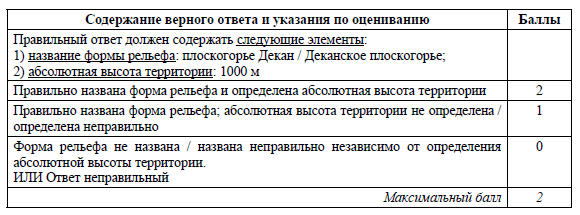 Содержание верного ответа и указания по оцениванию
Баллы
Правильный ответ должен содержать следующие элементы:
1) название формы рельефа: плоскогорье Декан / Деканское плоскогорье;
2) абсолютная высота территории: 1000 м
Правильно названа форма рельефа и определена абсолютная высота территории
2
Правильно названа форма рельефа; абсолютная высота территории не определена /
определена неправильно
1
Форма рельефа не названа / названа неправильно независимо от определения
абсолютной высоты территории.
ИЛИ Ответ неправильный
0
Максимальный балл
2